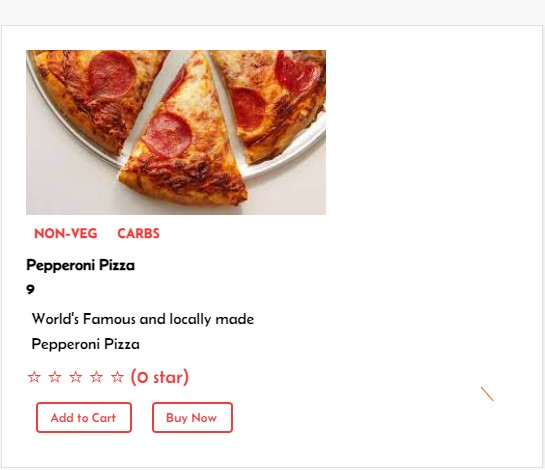 NON-VEG CARBS
Pepperoni Pizza
9
World's Famous and locally made
Pepperoni Pizza
☆ ☆ ☆ ☆ ☆ (0 star)
Add to Cart Buy Now